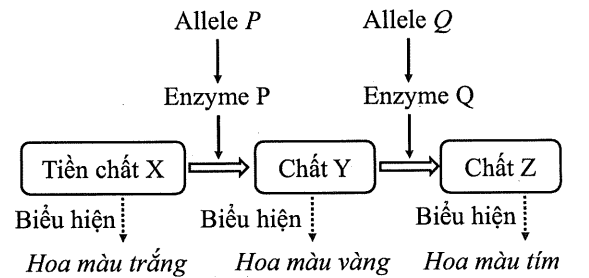 Allele P Allele Q
Enzyme P Enzyme Q
Tiền chất X Chất Y Chất Z
Biểu hiện Biểu hiện Biểu hiện
Hoa màu trắng Hoa màu vàng Hoa màu tím